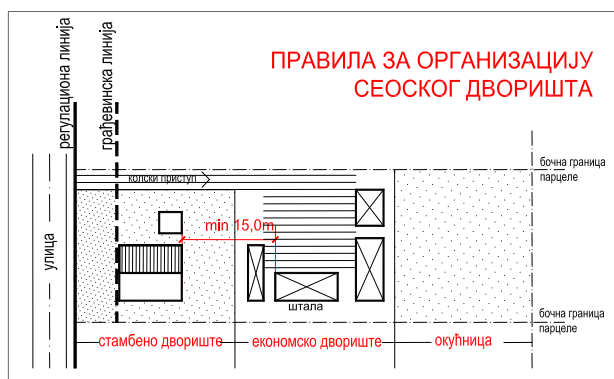 ПРАВИЛА ЗА ОРГАНИЗАЦИЈУ
СЕОСКОГ ДВОРИШТА
регулациона линија
грађевинска линија
улица
колски приступ
min 15,0m
штала
бочна граница
парцеле
бочна граница
парцеле
стамбено двориште
економско двориште
окућница